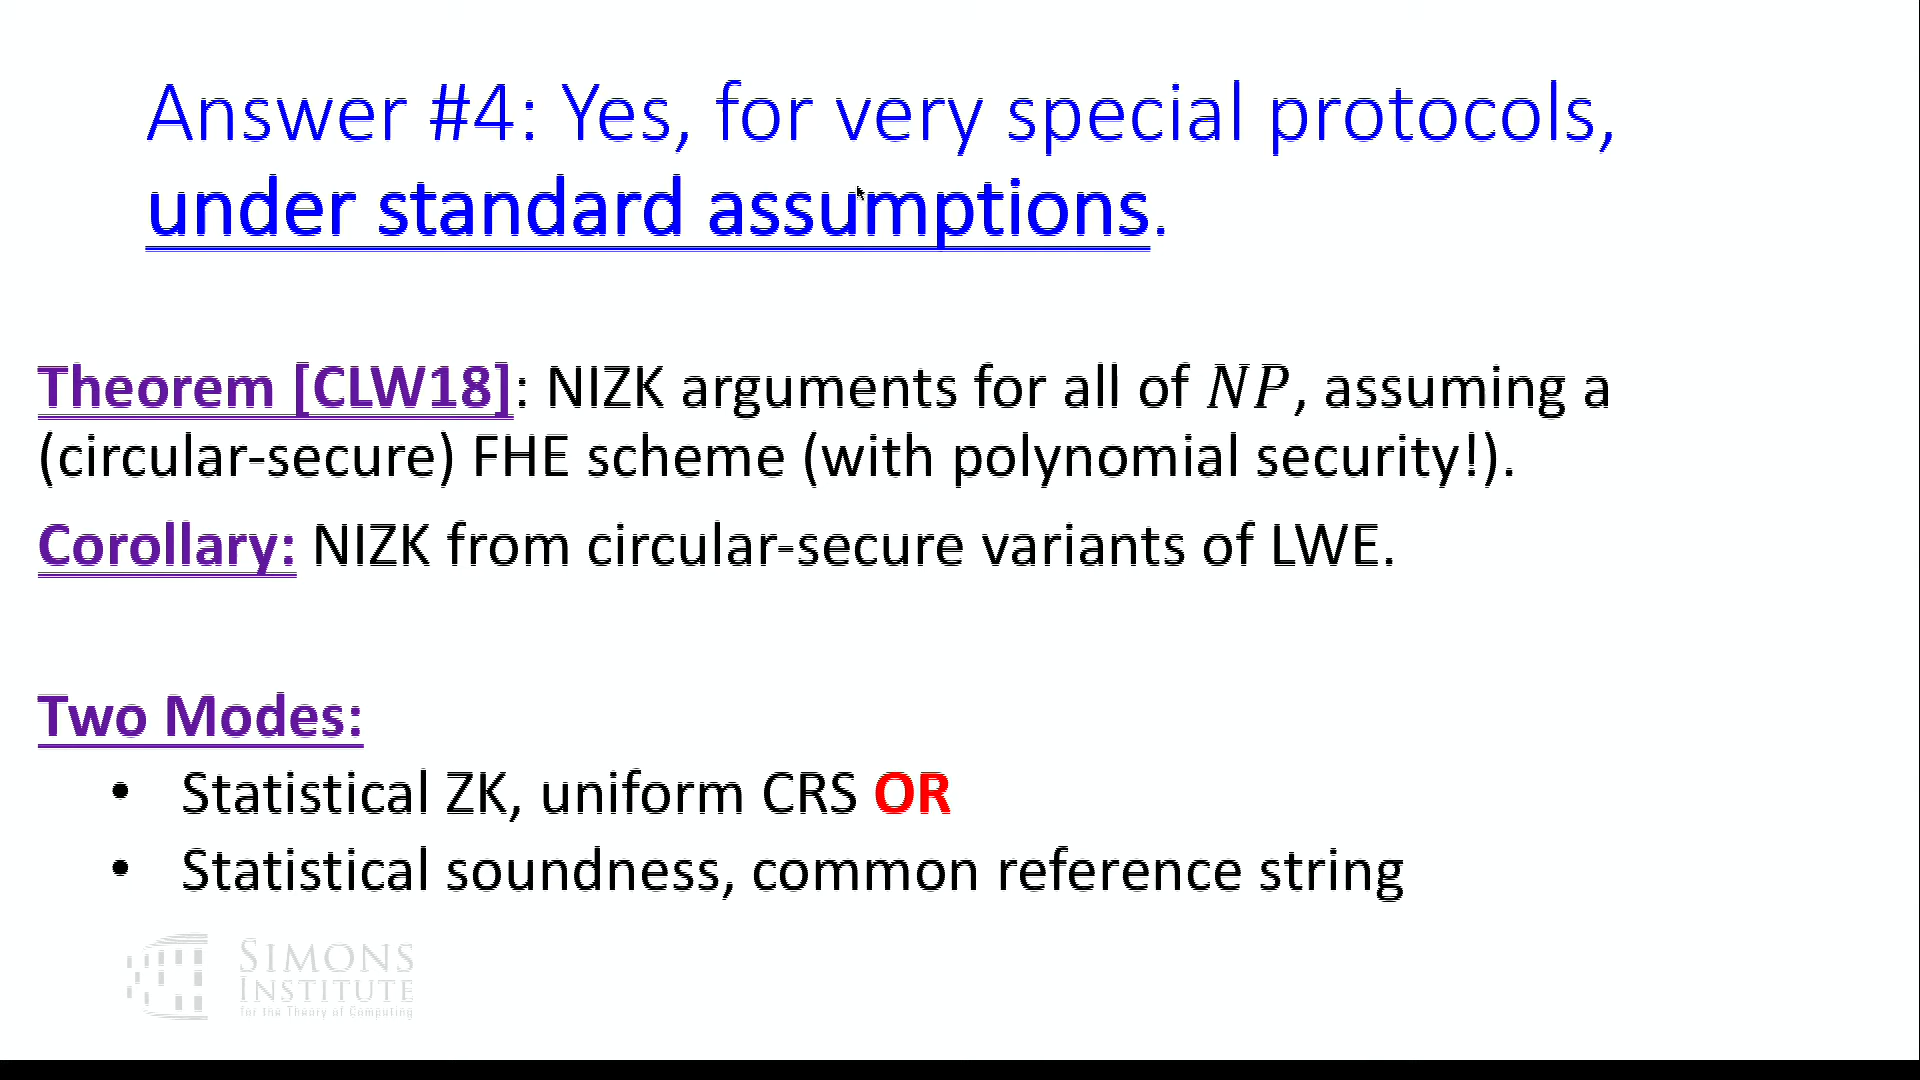 Answer #4: Yes, for very special protocols,
under standard assumptions.
Theorem [CLW18]: NIZK arguments for all of NP, assuming a
(circular-secure) FHE scheme (with polynomial security!).
Corollary: NIZK from circular-secure variants of LWE.
Two Modes:
• Statistical ZK, uniform CRS OR
• Statistical soundness, common reference string
SIMONS
INSTITUTE
for the Theory of Computing